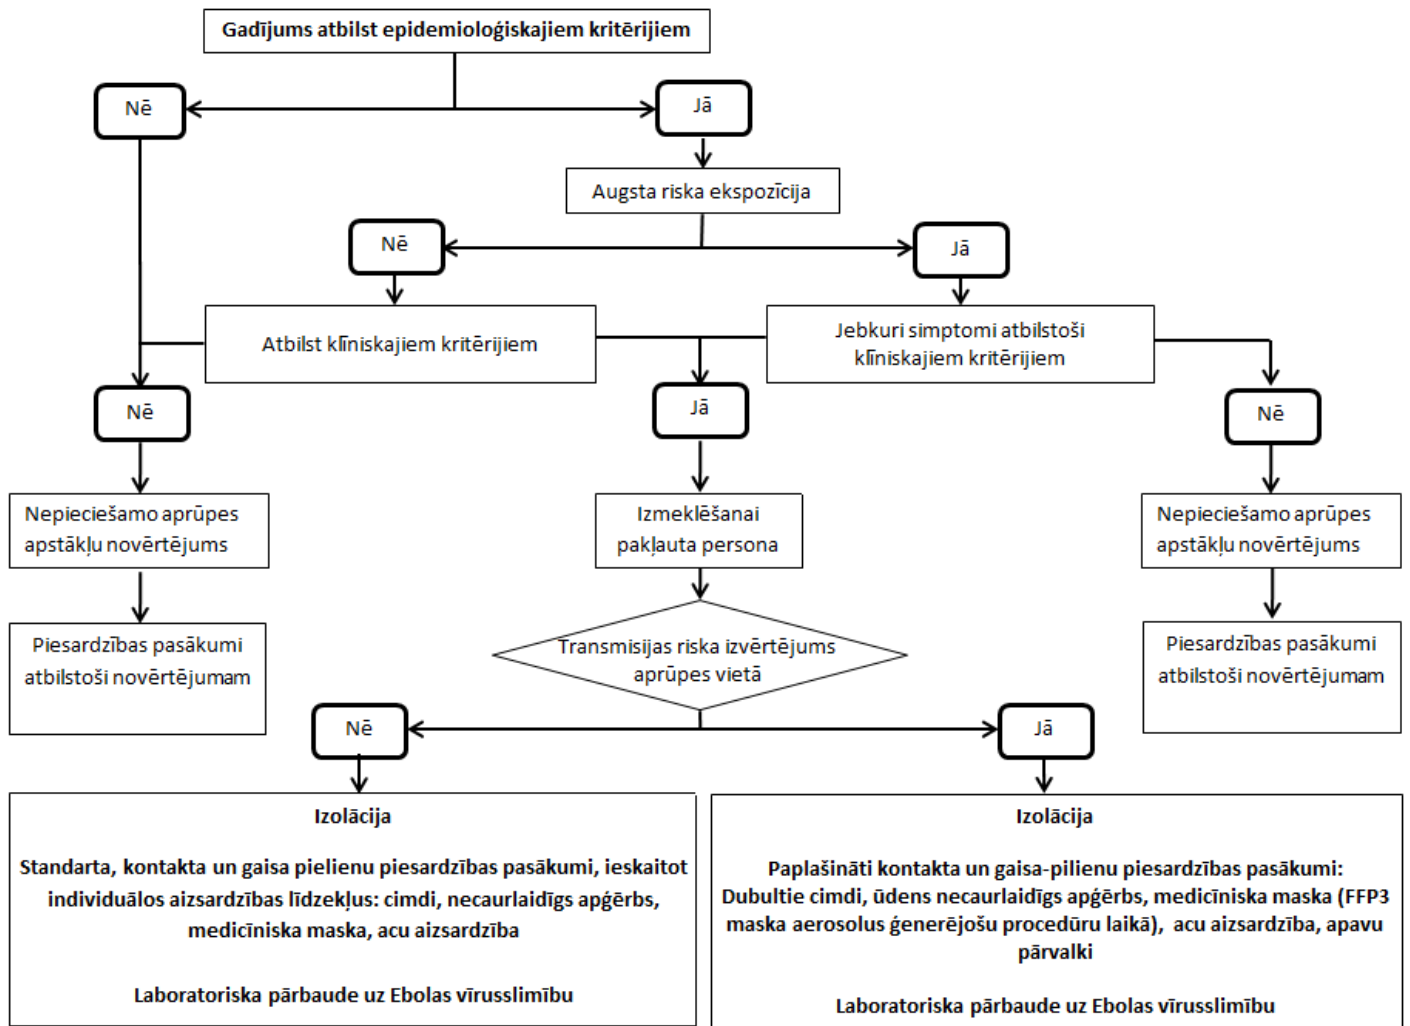 Gadījums atbilst epidemioloģiskajiem kritērijiem
Nē
Jā
Augsta riska ekspozīcija
Nē
Jā
Atbilst klīniskajiem kritērijiem
Jebkuri simptomi atbilstoši
klīniskajiem kritērijiem
Nē
Jā
Nē
Nepieciešamo aprūpes
apstākļu novērtējums
Izmeklēšanai
pakļauta persona
Nepieciešamo aprūpes
apstākļu novērtējums
Piesardzības pasākumi
atbilstoši novērtējumam
Transmisijas riska izvērtējums
aprūpes vietā
Piesardzības pasākumi
atbilstoši novērtējumam
Nē
Jā
Izolācija
Standarta, kontakta un gaisa pielienu piesardzības pasākumi, ieskaitot
individuālos aizsardzības līdzekļus: cimdi, necaurlaidīgs apģērbs,
medicīniska maska, acu aizsardzība
Laboratoriska pārbaude uz Ebolas vīrusslimību
Izolācija
Paplašināti kontakta un gaisa-pilienu piesardzības pasākumi:
Dubultie cimdi, ūdens necaurlaidīgs apģērbs, medicīniska maska (FFP3
maska aerosolus ģenerējošu procedūru laikā), acu aizsardzība, apavu
pārvalki
Laboratoriska pārbaude uz Ebolas vīrusslimību